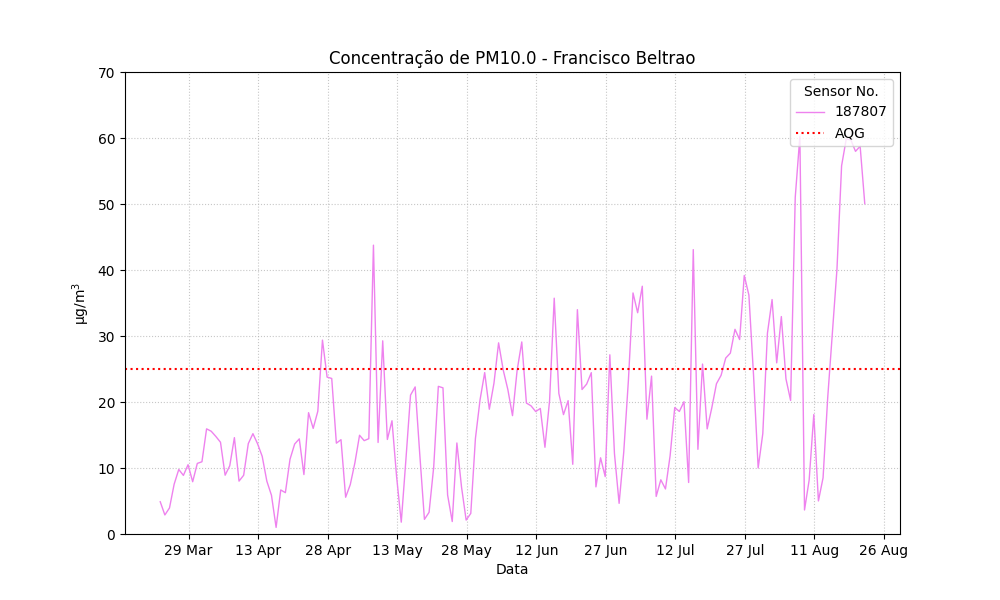 Concentração de PM10.0 - Francisco Beltrao
Sensor No.
187807
AQG
70
60
50
40
30
20
10
0
µg/m³
29 Mar
13 Apr
28 Apr
13 May
28 May
12 Jun
27 Jun
12 Jul
27 Jul
11 Aug
26 Aug
Data